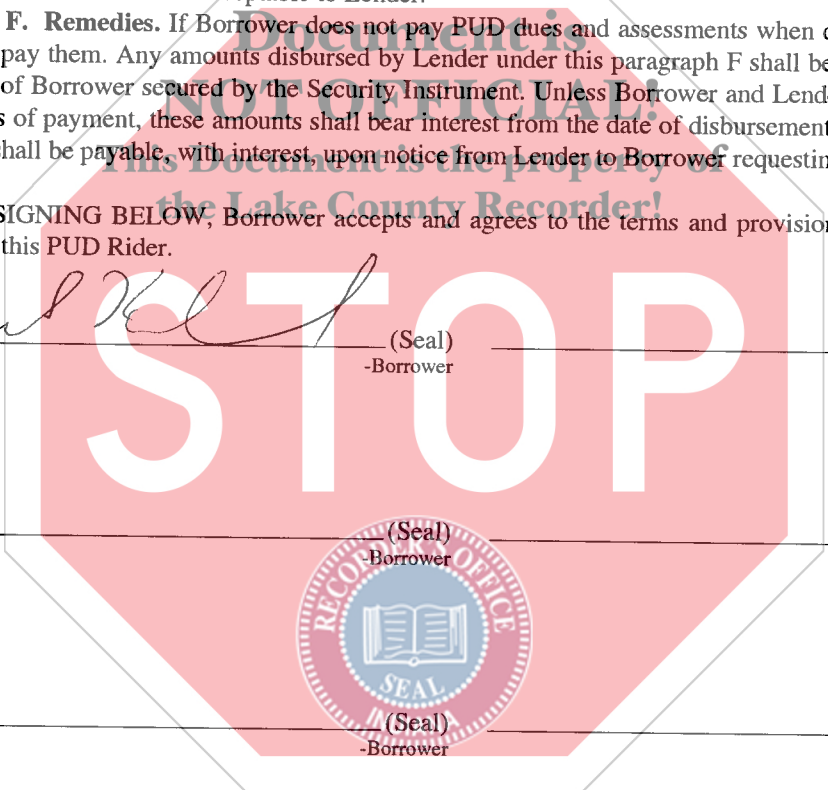 F. Remedies. If Borrower does not pay PUD dues and assessments when
pay them. Any amounts disbursed by Lender under this paragraph F shall be
of Borrower secured by the Security Instrument. Unless Borrower and Lend
s of payment, these amounts shall bear interest from the date of disbursement
hall be payable, with interest, upon notice from Lender to Borrower requestin
SIGNING BELOW, Borrower accepts and agrees to the terms and provision
this PUD Rider.
Document is
NOT OFFICIAL!
This Document is the property of
the Lake County Recorder!
STOP
(Seal)
-Borrower
(Seal)
-Borrower
RECORDER'S OFFICE
SEAL
INDIANA
(Seal)
-Borrower